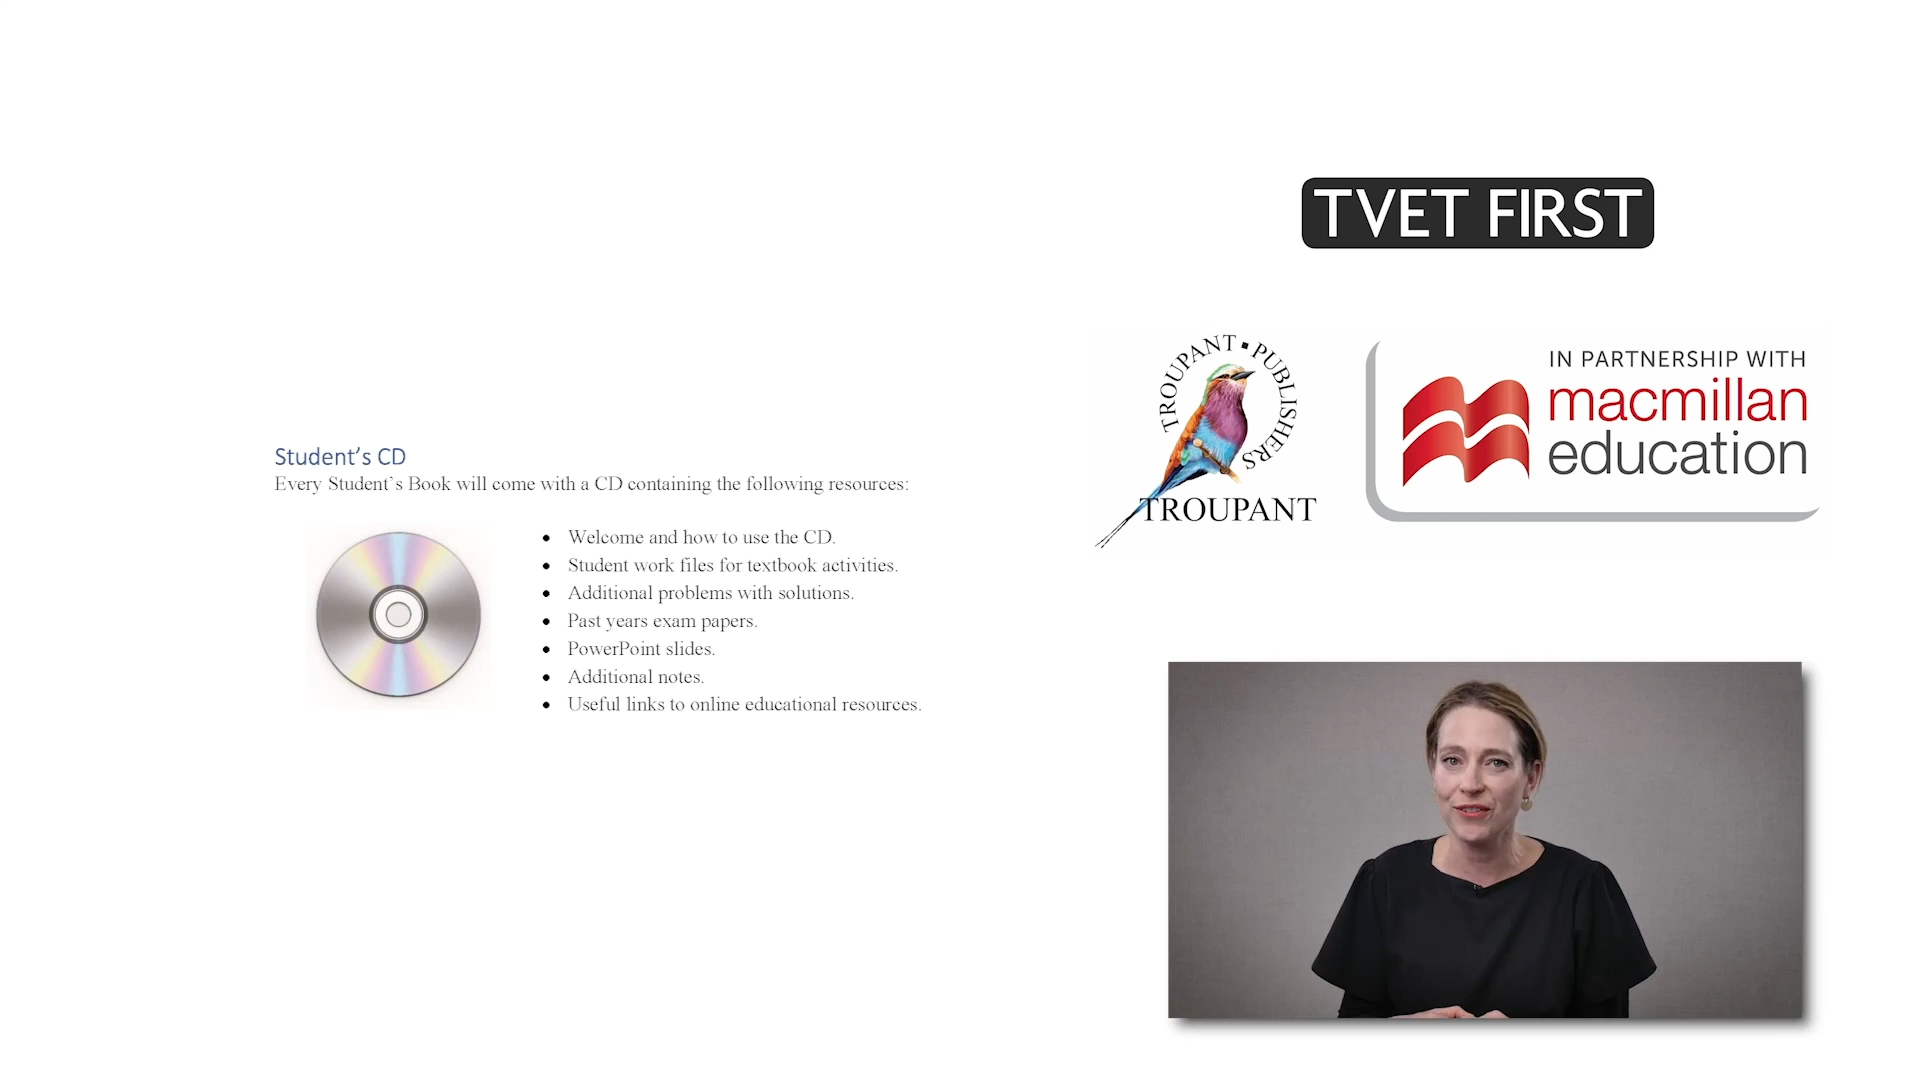 TVET FIRST
TROUPANT ▪ PUBLISHERS
TROUPANT
IN PARTNERSHIP WITH
macmillan
education
Student’s CD
Every Student’s Book will come with a CD containing the following resources:
• Welcome and how to use the CD.
• Student work files for textbook activities.
• Additional problems with solutions.
• Past years exam papers.
• PowerPoint slides.
• Additional notes.
• Useful links to online educational resources.